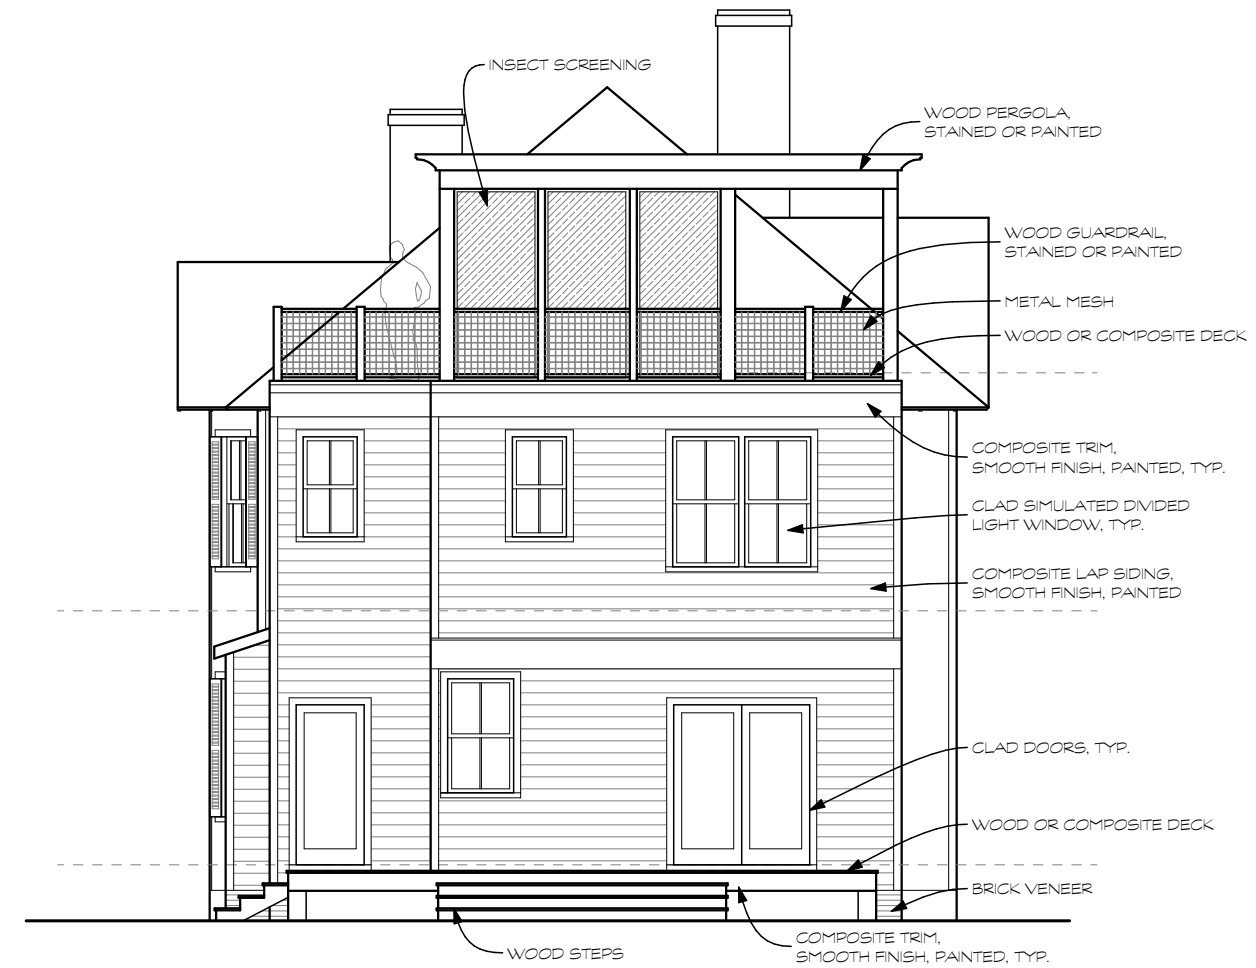 INSECT SCREENING
WOOD PERGOLA,
STAINED OR PAINTED
WOOD GUARDRAIL,
STAINED OR PAINTED
METAL MESH
WOOD OR COMPOSITE DECK
COMPOSITE TRIM,
SMOOTH FINISH, PAINTED, TYP.
CLAD SIMULATED DIVIDED
LIGHT WINDOW, TYP.
COMPOSITE LAP SIDING,
SMOOTH FINISH, PAINTED
CLAD DOORS, TYP.
WOOD OR COMPOSITE DECK
BRICK VENEER
COMPOSITE TRIM,
SMOOTH FINISH, PAINTED, TYP.
WOOD STEPS